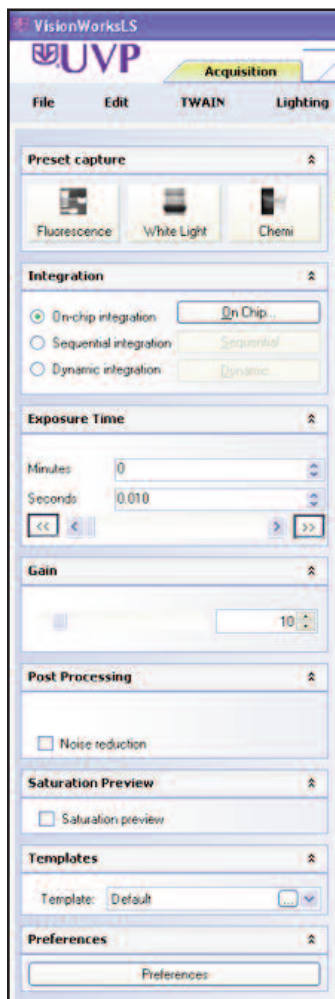 VisionWorksLS
UVP
Acquisition
File Edit TWAIN Lighting
Preset capture
Fluorescence White Light Chemi
Integration
On-chip integration On Chip...
Sequential integration Sequential
Dynamic integration Dynamic
Exposure Time
Minutes 0
Seconds 0.010
<< < > >>
Gain
10
Post Processing
Noise reduction
Saturation Preview
Saturation preview
Templates
Template: Default ...
Preferences
Preferences